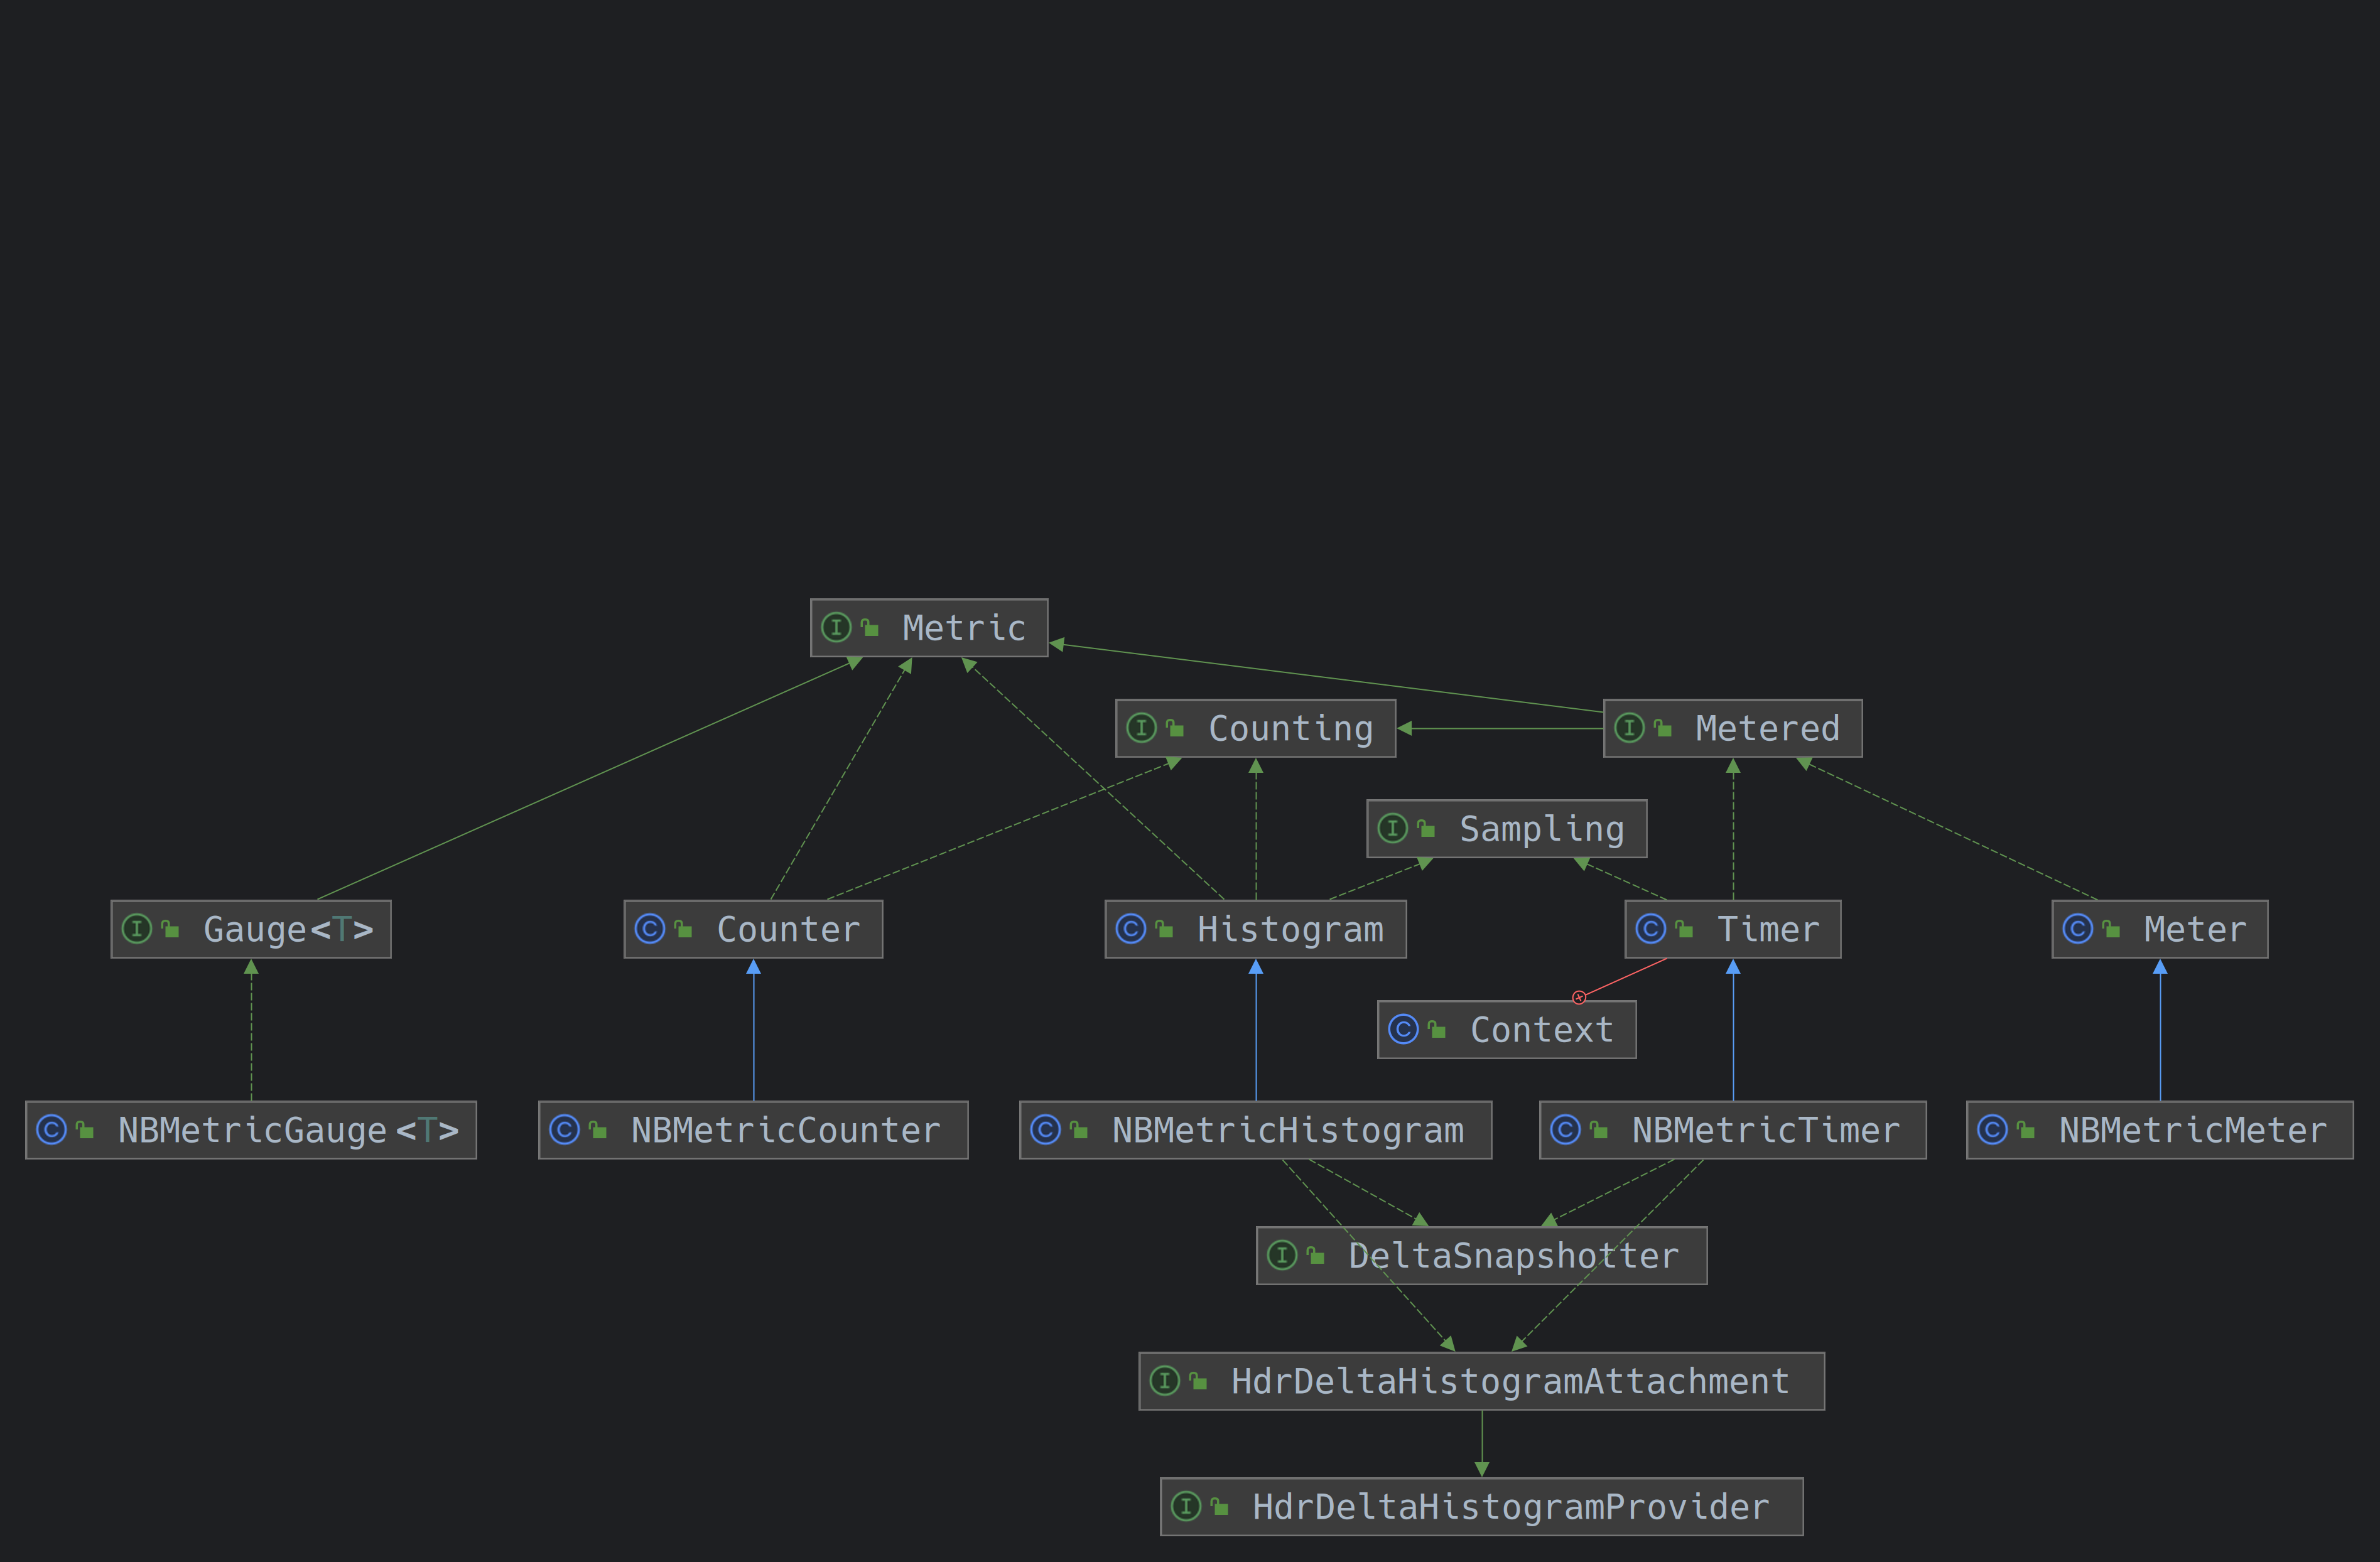 Metric
Counting
Metered
Sampling
Gauge<T>
Counter
Histogram
Timer
Meter
Context
NBMetricGauge<T>
NBMetricCounter
NBMetricHistogram
NBMetricTimer
NBMetricMeter
DeltaSnapshotter
HdrDeltaHistogramAttachment
HdrDeltaHistogramProvider